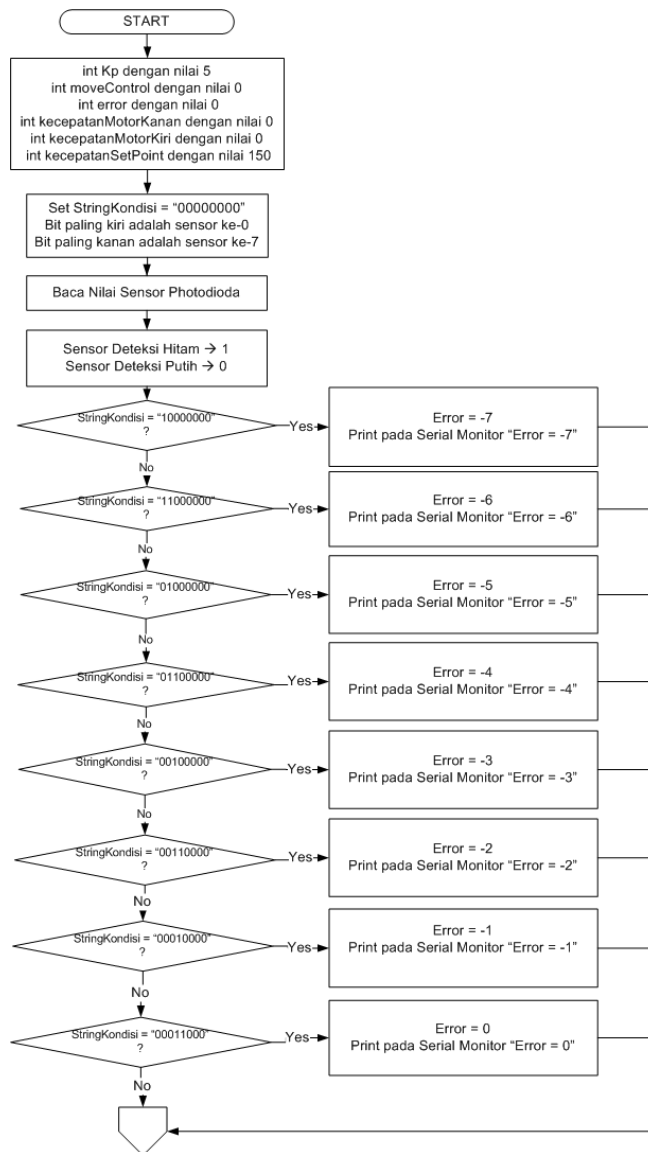 START
int Kp dengan nilai 5
int moveControl dengan nilai 0
int error dengan nilai 0
int kecepatanMotorKanan dengan nilai 0
int kecepatanMotorKiri dengan nilai 0
int kecepatanSetPoint dengan nilai 150
Set StringKondisi = “00000000”
Bit paling kiri adalah sensor ke-0
Bit paling kanan adalah sensor ke-7
Baca Nilai Sensor Photodioda
Sensor Deteksi Hitam → 1
Sensor Deteksi Putih → 0
StringKondisi = “10000000”
?
Yes
Error = -7
Print pada Serial Monitor “Error = -7”
No
StringKondisi = “11000000”
?
Yes
Error = -6
Print pada Serial Monitor “Error = -6”
No
StringKondisi = “01000000”
?
Yes
Error = -5
Print pada Serial Monitor “Error = -5”
No
StringKondisi = “01100000”
?
Yes
Error = -4
Print pada Serial Monitor “Error = -4”
No
StringKondisi = “00100000”
?
Yes
Error = -3
Print pada Serial Monitor “Error = -3”
No
StringKondisi = “00110000”
?
Yes
Error = -2
Print pada Serial Monitor “Error = -2”
No
StringKondisi = “00010000”
?
Yes
Error = -1
Print pada Serial Monitor “Error = -1”
No
StringKondisi = “00011000”
?
Yes
Error = 0
Print pada Serial Monitor “Error = 0”
No